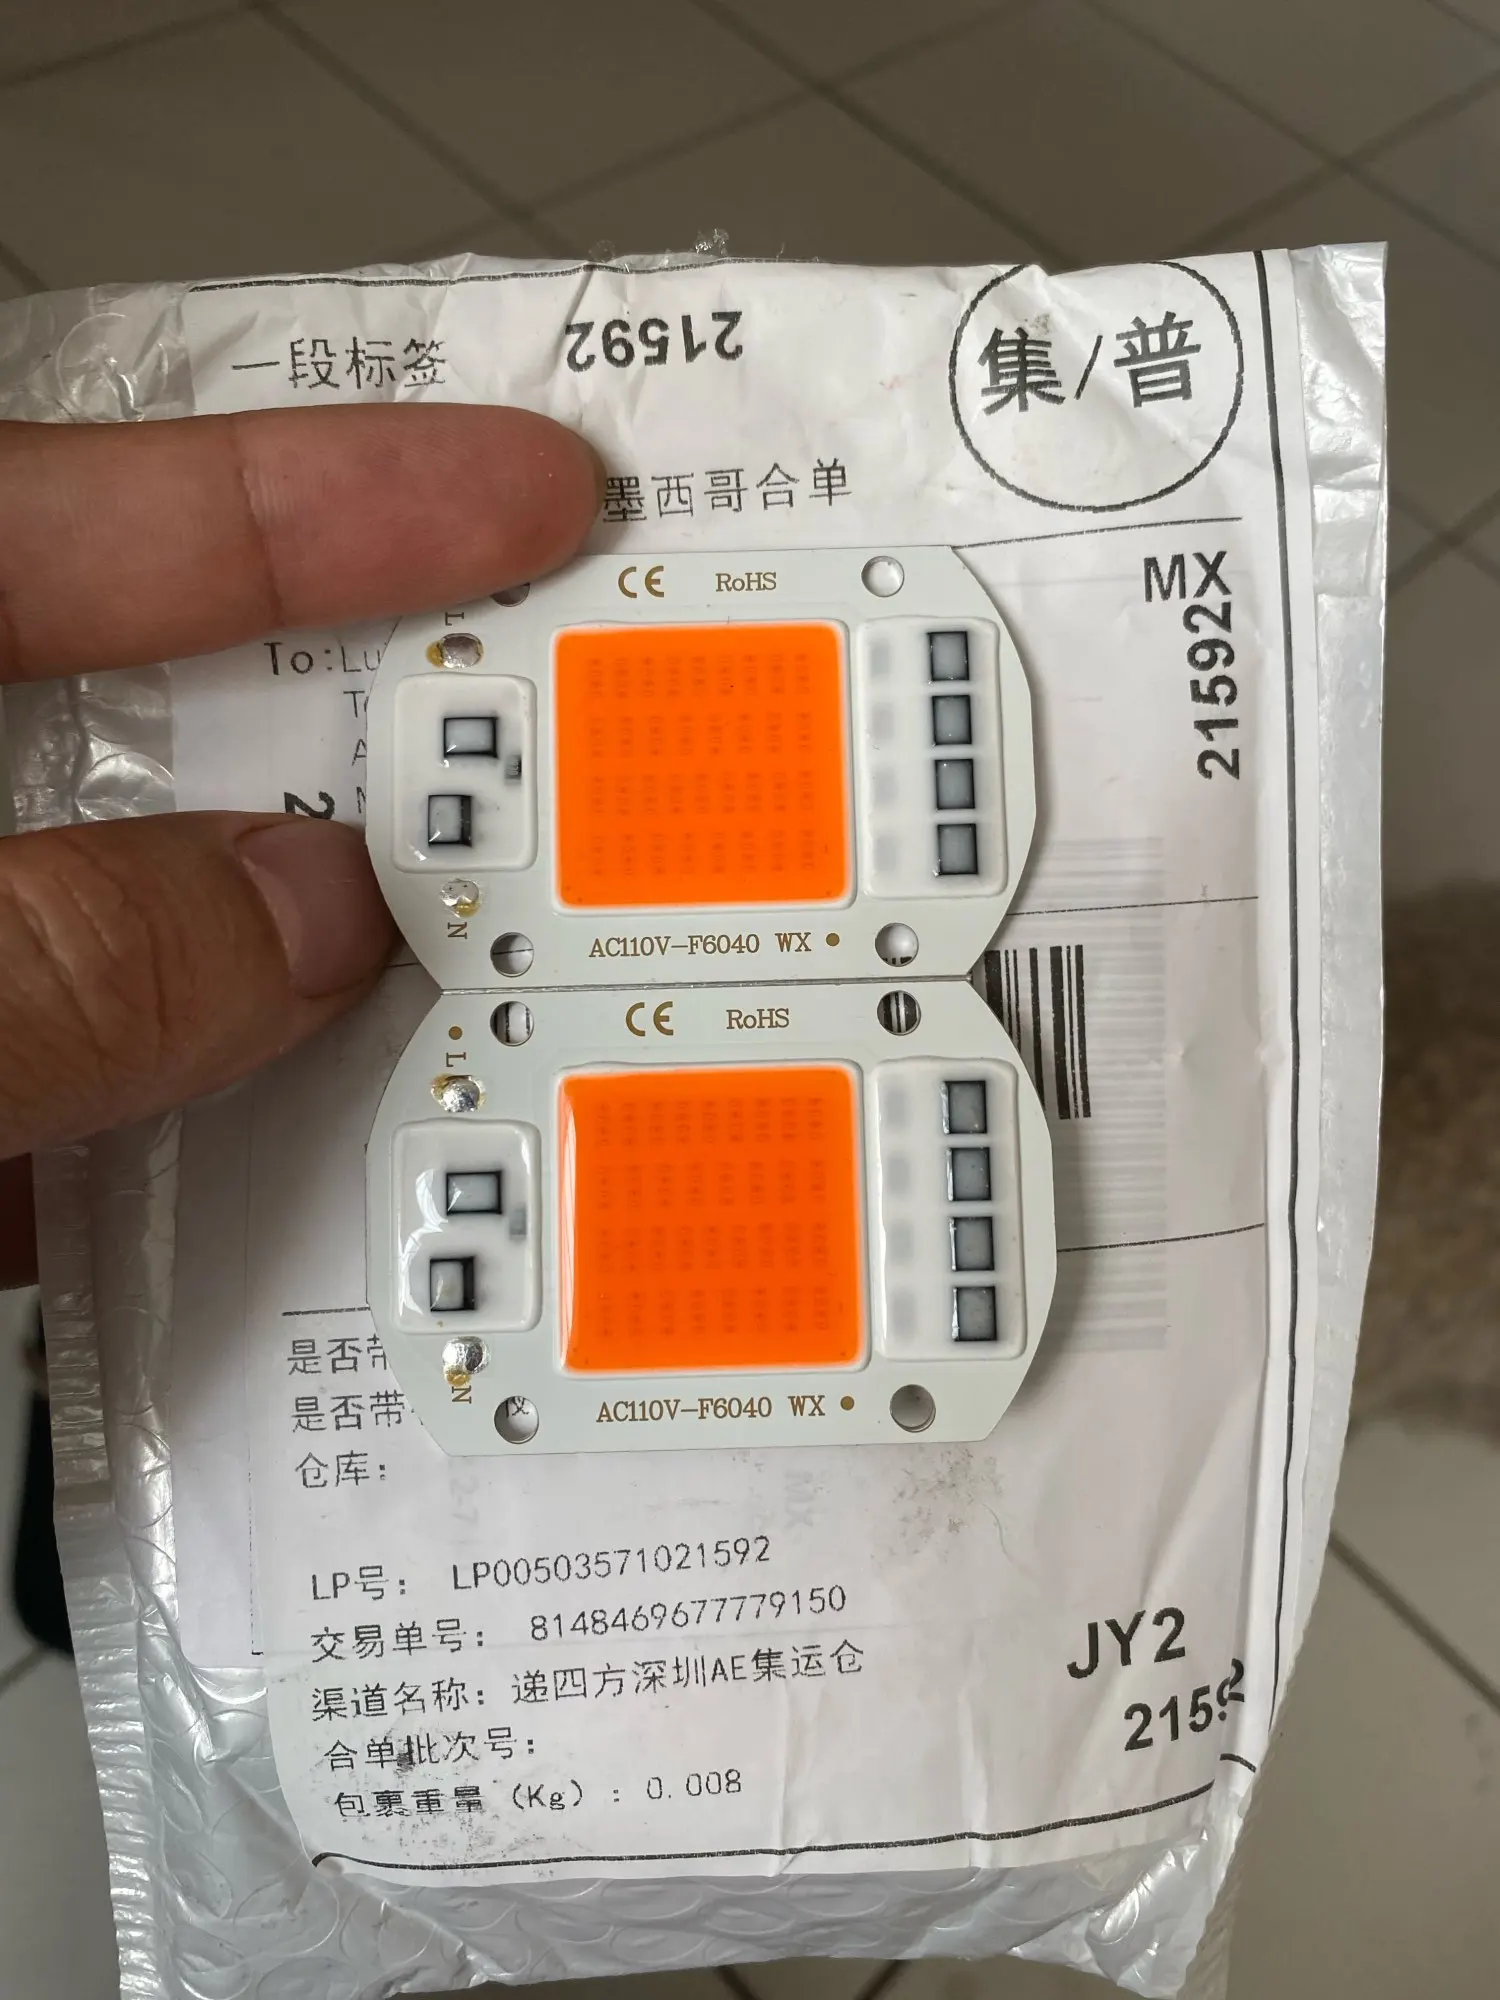 一段标签
21592
集/普
墨西哥合单
MX
21592
To:Lu
2
CE RoHS
L
N
AC110V-F6040 WX
CE RoHS
L
N
AC110V-F6040 WX
是否带
是否带
仓库:
LP号: LP00503571021592
交易单号: 8148469677779150
渠道名称: 递四方深圳AE集运仓
合单批次号:
包裹重量 (Kg) : 0.008
JY2
21592